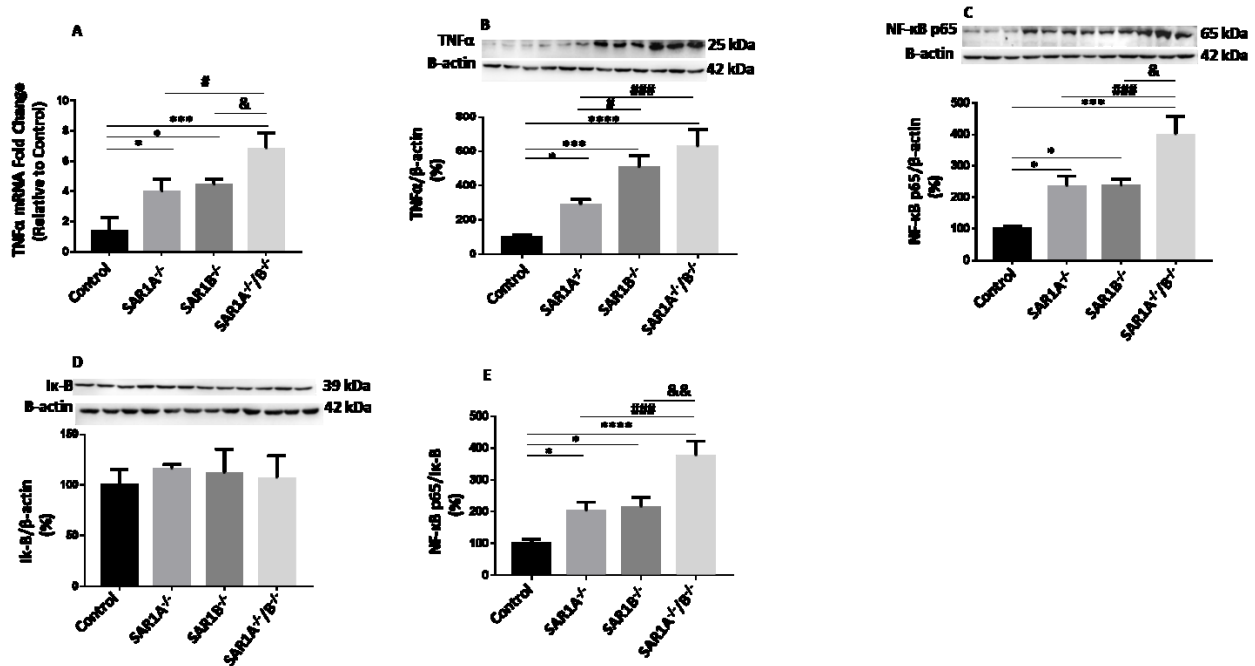 A
TNFα mRNA Fold Change
(Relative to Control)
10
8
6
4
2
0
#
&
***
*
*
Control
SAR1A-/-
SAR1B-/-
SAR1A-/-/B-/-
B
TNFα
25 kDa
B-actin
42 kDa
TNFα/β-actin
(%)
800
600
400
200
0
###
#
****
***
*
Control
SAR1A-/-
SAR1B-/-
SAR1A-/-/B-/-
C
NF-κB p65
65 kDa
B-actin
42 kDa
NF-κB p65/β-actin
(%)
500
400
300
200
100
0
&
###
***
*
*
Control
SAR1A-/-
SAR1B-/-
SAR1A-/-/B-/-
D
Iκ-B
39 kDa
B-actin
42 kDa
Iκ-B/β-actin
(%)
150
100
50
0
Control
SAR1A-/-
SAR1B-/-
SAR1A-/-/B-/-
E
NF-κB p65/Iκ-B
(%)
500
400
300
200
100
0
&&
###
****
*
*
Control
SAR1A-/-
SAR1B-/-
SAR1A-/-/B-/-